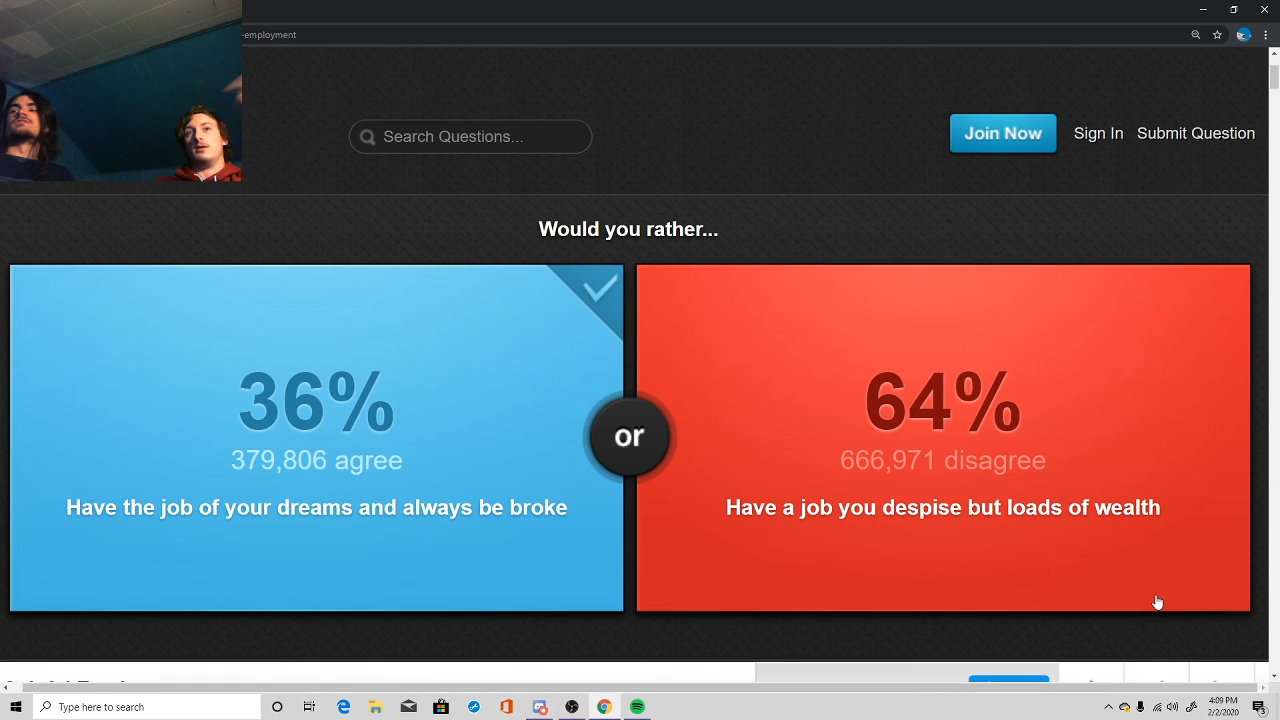 -employment
Search Questions...
Join Now
Sign In
Submit Question
Would you rather...
36%
379,806 agree
Have the job of your dreams and always be broke
or
64%
666,971 disagree
Have a job you despise but loads of wealth
Type here to search
4:09 PM
2/2/2020